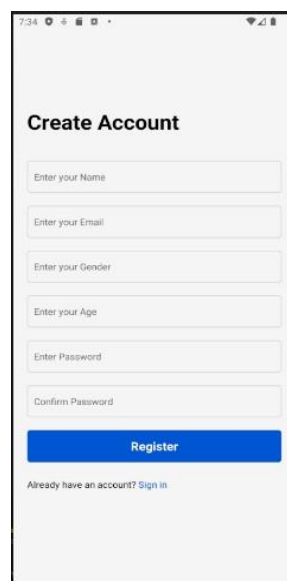 7:34
Create Account
Enter your Name
Enter your Email
Enter your Gender
Enter your Age
Enter Password
Confirm Password
Register
Already have an account? Sign in